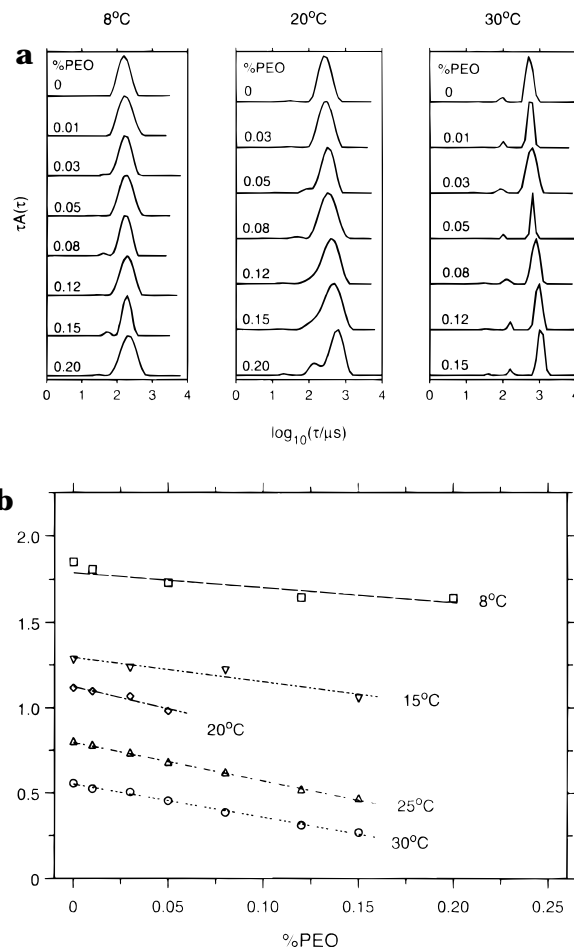 8°C 20°C 30°C
a
%PEO %PEO %PEO
0 0 0
0.01 0.03 0.01
0.03 0.05 0.03
0.05 0.08 0.05
0.08 0.12 0.08
0.12 0.15 0.12
0.15 0.20 0.15
0.20
τA(τ)
0 1 2 3 4 0 1 2 3 4 0 1 2 3 4
log10(τ/μs)
b
2.0
1.5
1.0
0.5
0
8°C
15°C
20°C
25°C
30°C
0 0.05 0.10 0.15 0.20 0.25
%PEO